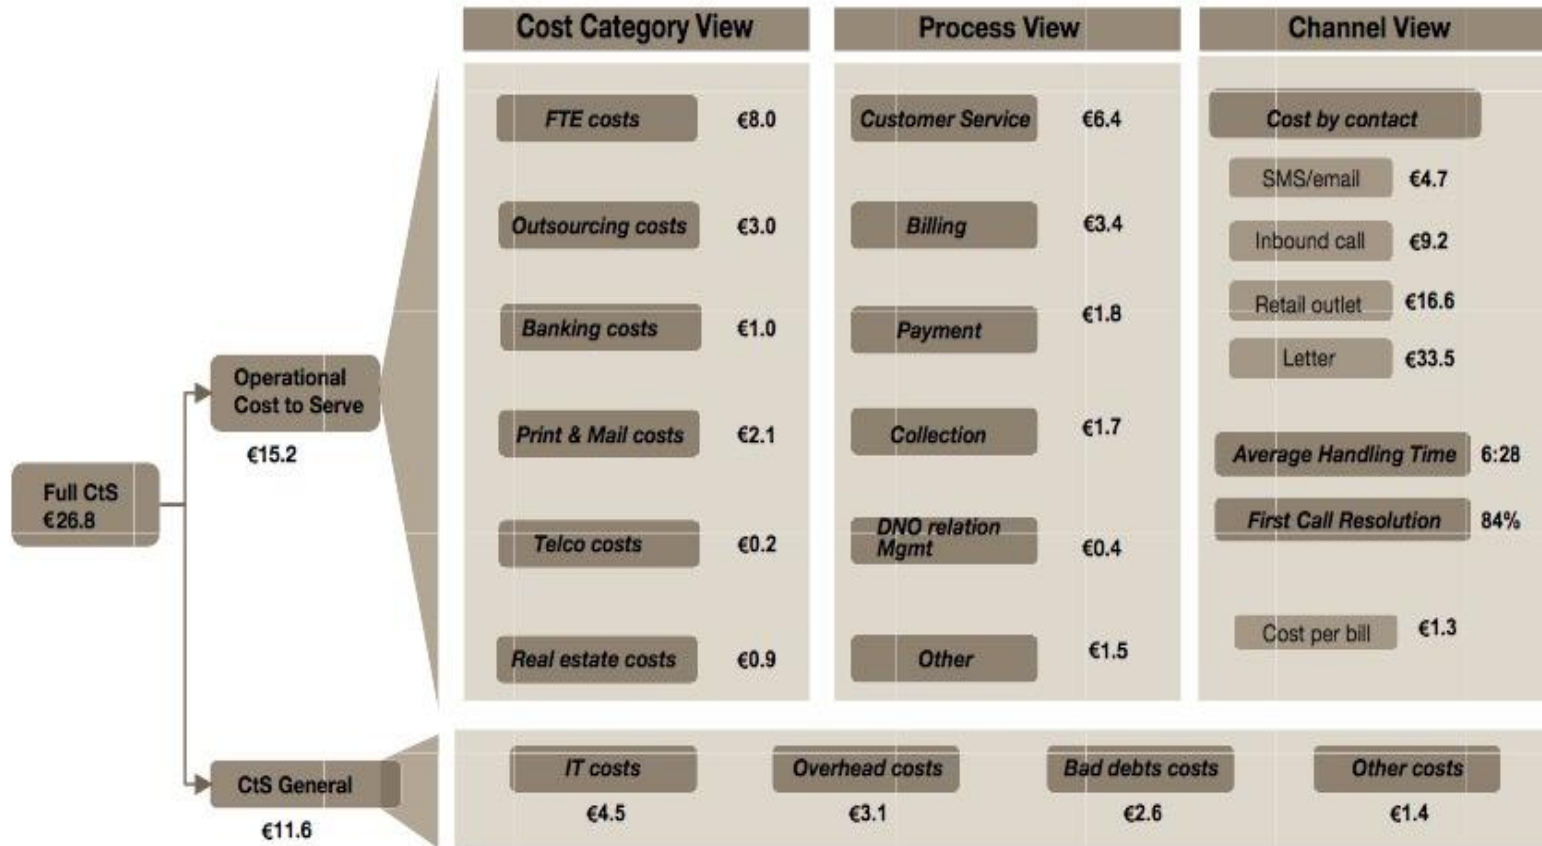 Cost Category View
Process View
Channel View
FTE costs €8.0
Outsourcing costs €3.0
Banking costs €1.0
Print & Mail costs €2.1
Telco costs €0.2
Real estate costs €0.9
Customer Service €6.4
Billing €3.4
Payment €1.8
Collection €1.7
DNO relation
Mgmt €0.4
Other €1.5
Cost by contact
SMS/email €4.7
Inbound call €9.2
Retail outlet €16.6
Letter €33.5
Average Handling Time 6:28
First Call Resolution 84%
Cost per bill €1.3
Operational
Cost to Serve
€15.2
Full CtS
€26.8
CtS General
€11.6
IT costs
€4.5
Overhead costs
€3.1
Bad debts costs
€2.6
Other costs
€1.4